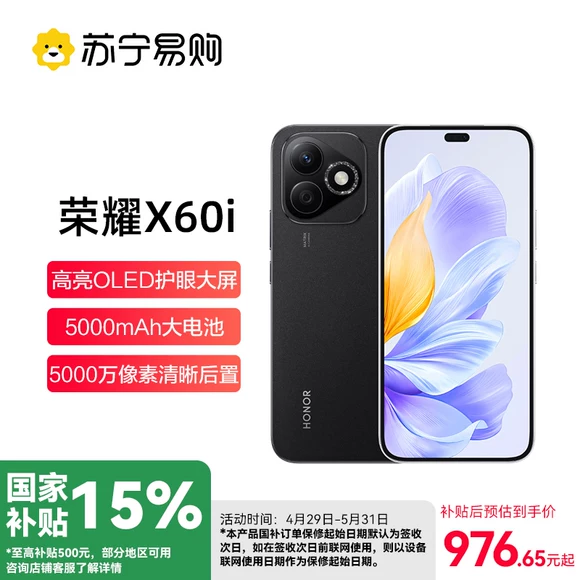 苏宁易购
荣耀X60i
高亮OLED护眼大屏
5000mAh大电池
5000万像素清晰后置
HONOR
国家
补贴
15%
*至高补贴500元，部分地区可用
咨询店铺客服了解详情
活动时间：4月29日-5月31日
*本产品国补订单保修起始日期默认为签收
次日，如在签收次日前联网使用，则以设备
联网使用日期作为保修起始日期。
补贴后预估到手价
976.65元起